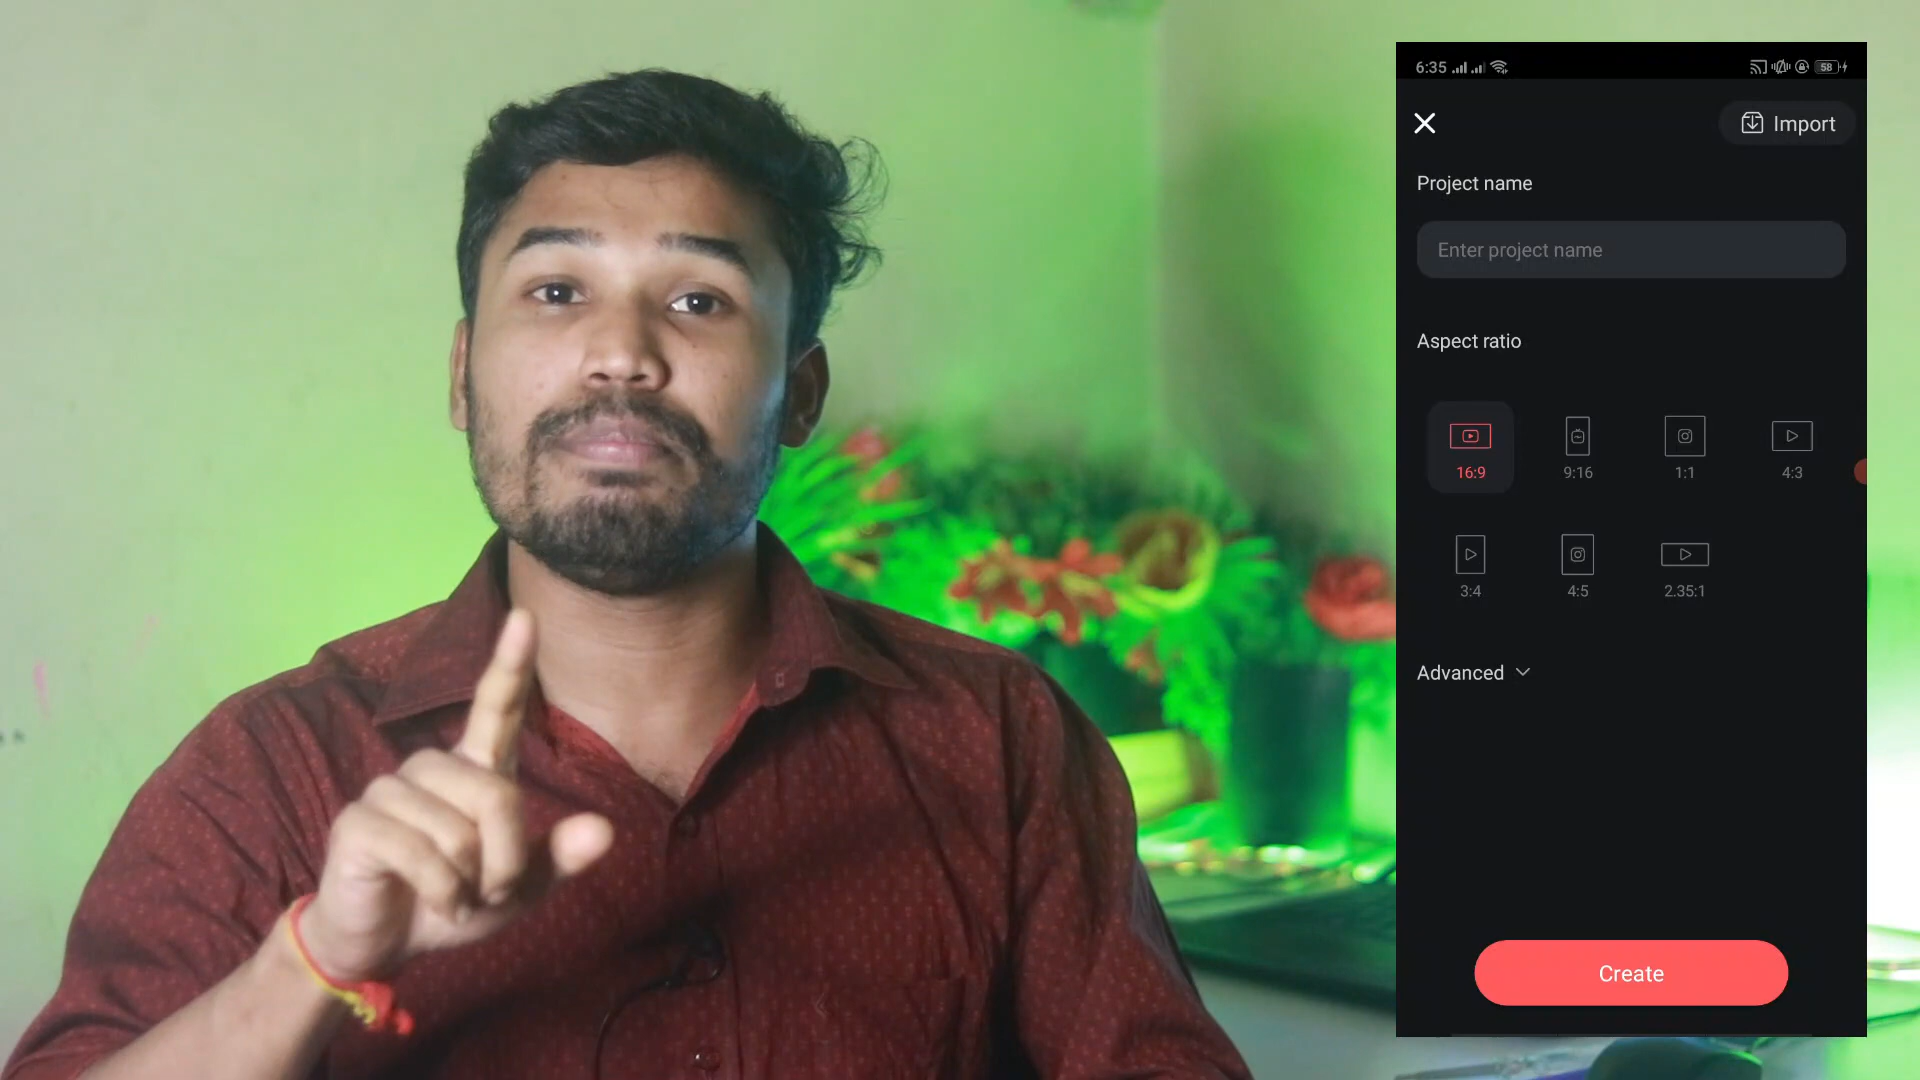 6:35
58
Import
Project name
Enter project name
Aspect ratio
16:9
9:16
1:1
4:3
3:4
4:5
2.35:1
Advanced
Create